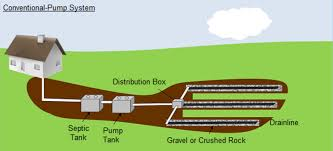 Conventional-Pump System
Distribution Box
Septic
Tank
Pump
Tank
Drainline
Gravel or Crushed Rock